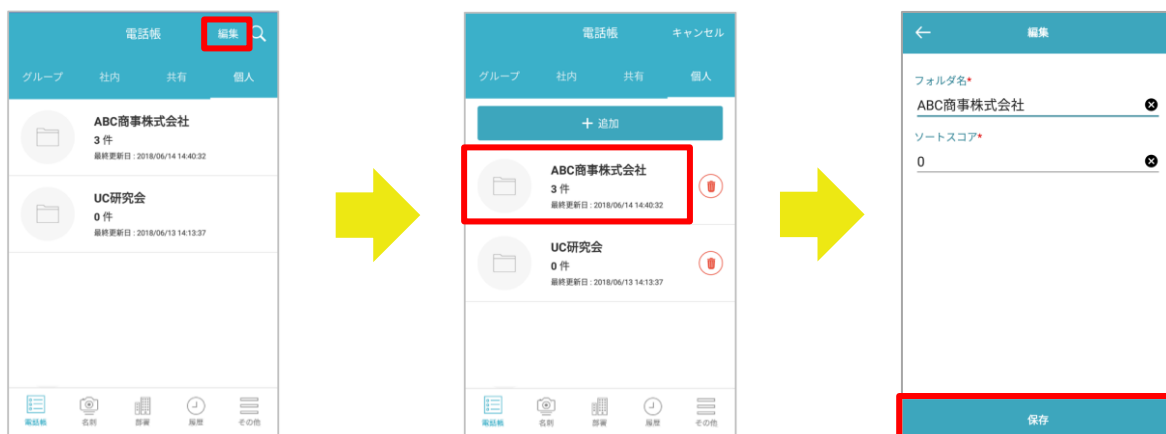 電話帳
編集
グループ 社内 共有 個人
ABC商事株式会社
3 件
最終更新日 : 2018/06/14 14:40:32
UC研究会
0 件
最終更新日 : 2018/06/13 14:13:37
電話帳 名刺 部署 履歴 その他
電話帳
キャンセル
グループ 社内 共有 個人
+ 追加
ABC商事株式会社
3 件
最終更新日 : 2018/06/14 14:40:32
UC研究会
0 件
最終更新日 : 2018/06/13 14:13:37
電話帳 名刺 部署 履歴 その他
編集
フォルダ名*
ABC商事株式会社
ソートスコア*
0
保存